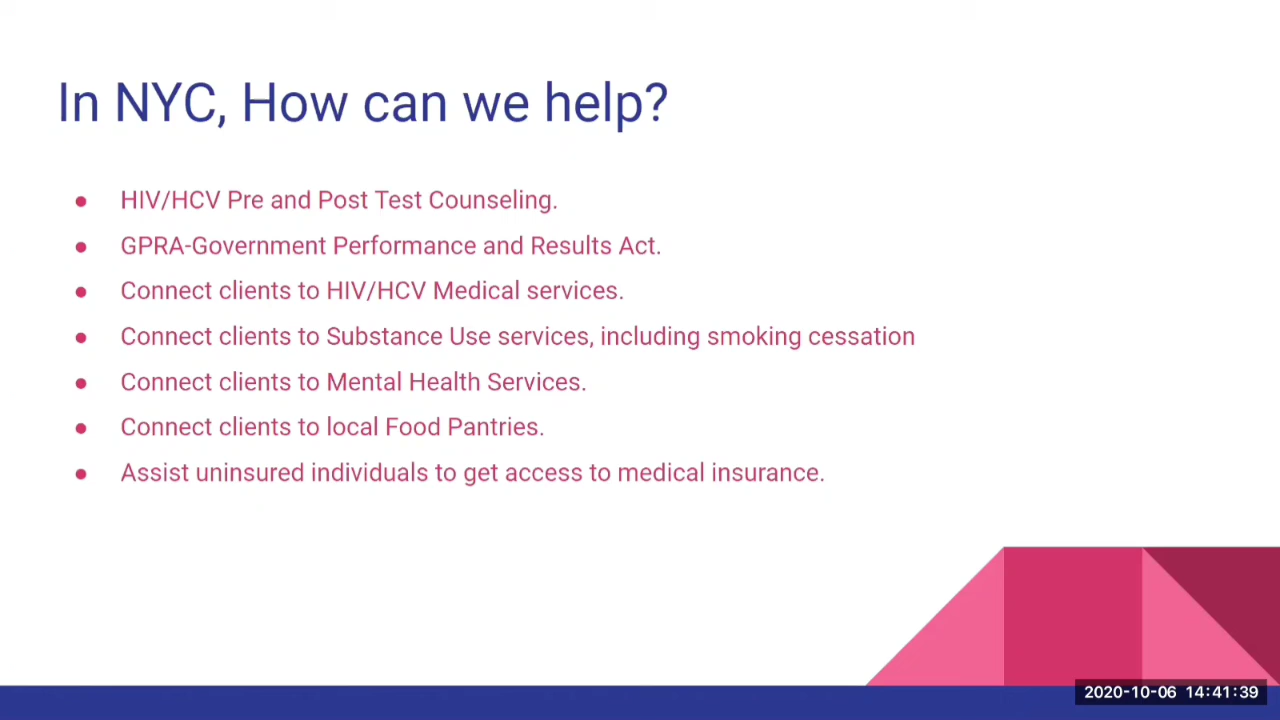 In NYC, How can we help?
● HIV/HCV Pre and Post Test Counseling.
● GPRA-Government Performance and Results Act.
● Connect clients to HIV/HCV Medical services.
● Connect clients to Substance Use services, including smoking cessation
● Connect clients to Mental Health Services.
● Connect clients to local Food Pantries.
● Assist uninsured individuals to get access to medical insurance.
2020-10-06 14:41:39